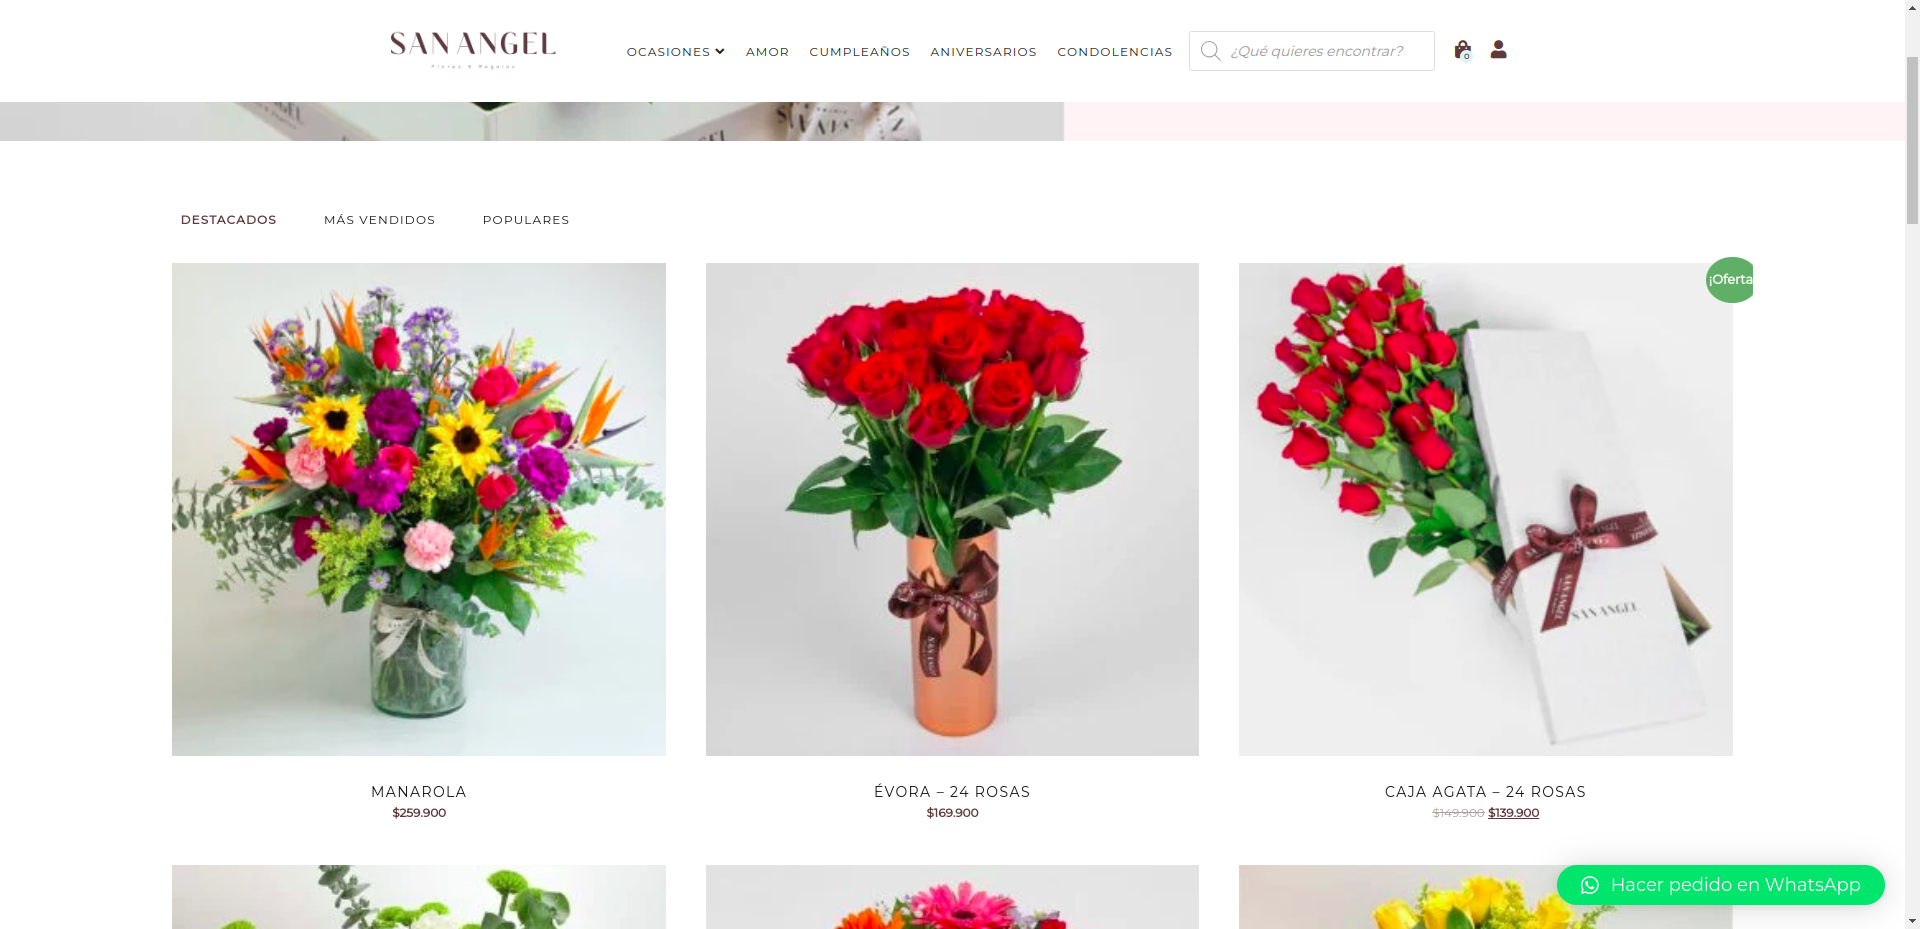 SAN ANGEL
Flores & Regalos
OCASIONES
AMOR
CUMPLEAÑOS
ANIVERSARIOS
CONDOLENCIAS
¿Qué quieres encontrar?
0
DESTACADOS
MÁS VENDIDOS
POPULARES
¡Oferta
SAN ANGEL
MANAROLA
$259.900
ÉVORA – 24 ROSAS
$169.900
CAJA AGATA – 24 ROSAS
$149.900 $139.900
Hacer pedido en WhatsApp